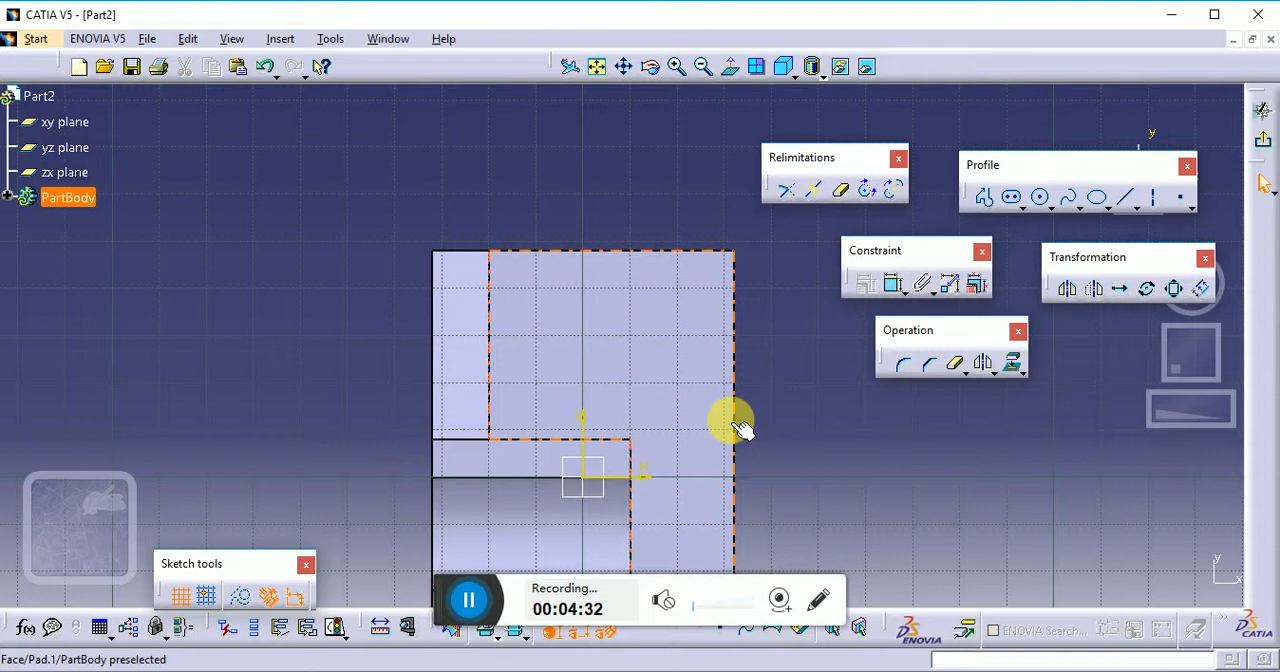 CATIA V5 - [Part2]
Start ENOVIA V5 File Edit View Insert Tools Window Help
Part2
xy plane
yz plane
zx plane
PartBody
Relimitations
Profile
Constraint
Transformation
Operation
y
Sketch tools
Recording...
00:04:32
y
x
f(x)
ENOVIA
ENOVIA Search...
CATIA
Face/Pad.1/PartBody preselected